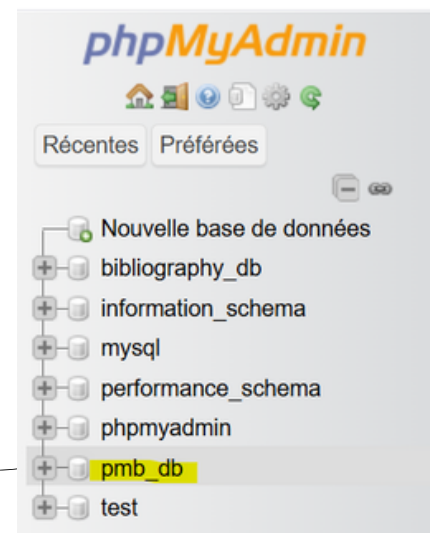 phpMyAdmin
Récentes Préférées
Nouvelle base de données
bibliography_db
information_schema
mysql
performance_schema
phpmyadmin
pmb_db
test